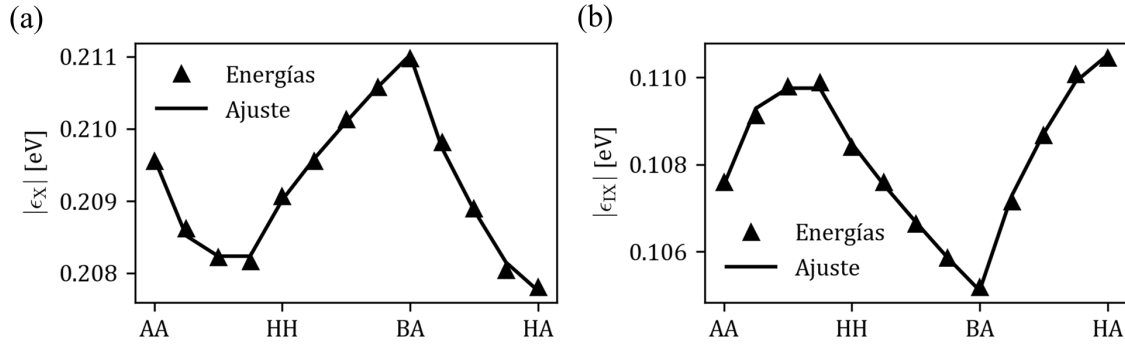 (a)
|ϵX| [eV]
0.211
0.210
0.209
0.208
Energías
Ajuste
AA
HH
BA
HA
(b)
|ϵIX| [eV]
0.110
0.108
0.106
Energías
Ajuste
AA
HH
BA
HA